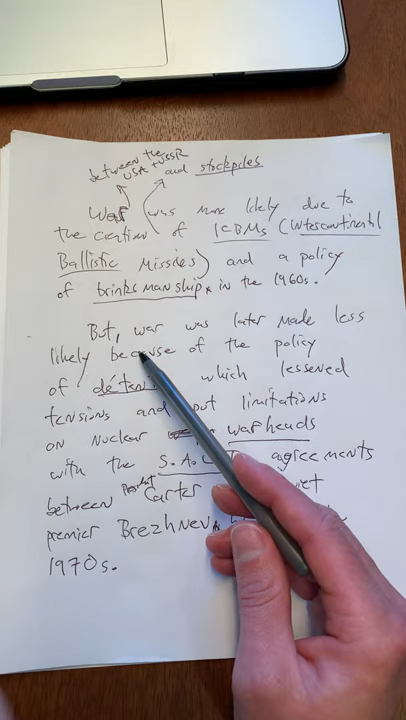 between the
USA + USSR
and stockpiles
War was more likely due to
the creation of ICBMs (Intescontinental
Ballistic Missiles) and a policy
of brinksmanship in the 1960s.
But, war was later made less
likely because of the policy
of which lessened
tensions and put limitations
on nuclear warheads
with the agreements
between President Carter
premier Brezhnev
1970s.